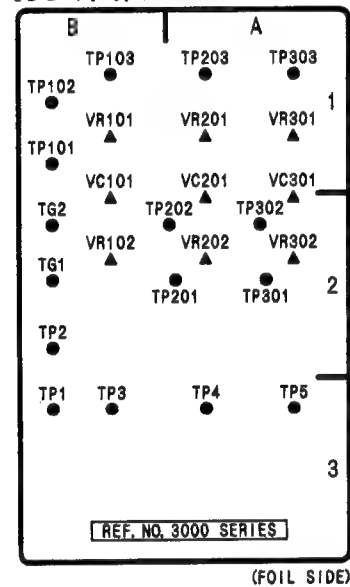 B A
TP103 TP203 TP303
TP102 1
VR101 VR201 VR301
TP101
VC101 VC201 VC301
TG2 TP202 TP302
VR102 VR202 VR302
TG1 2
TP201 TP301
TP2
TP1 TP3 TP4 TP5
3
REF. NO. 3000 SERIES
(FOIL SIDE)